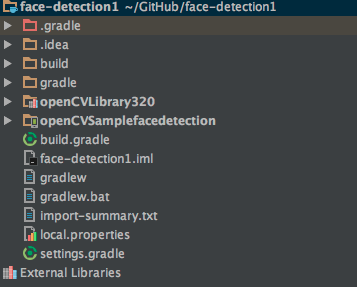 face-detection1 ~/GitHub/face-detection1
.gradle
.idea
build
gradle
openCVLibrary320
openCVSamplefacedetection
build.gradle
face-detection1.iml
gradlew
gradlew.bat
import-summary.txt
local.properties
settings.gradle
External Libraries